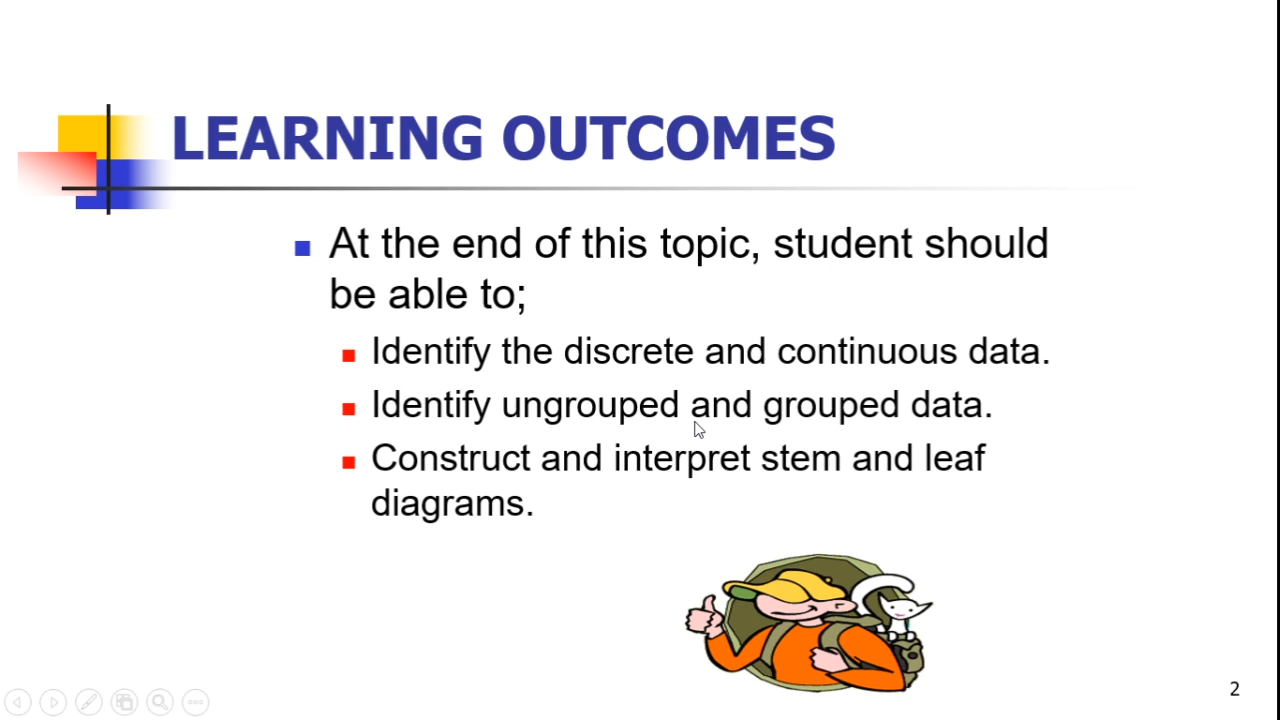 LEARNING OUTCOMES
At the end of this topic, student should
be able to;
Identify the discrete and continuous data.
Identify ungrouped and grouped data.
Construct and interpret stem and leaf
diagrams.
2